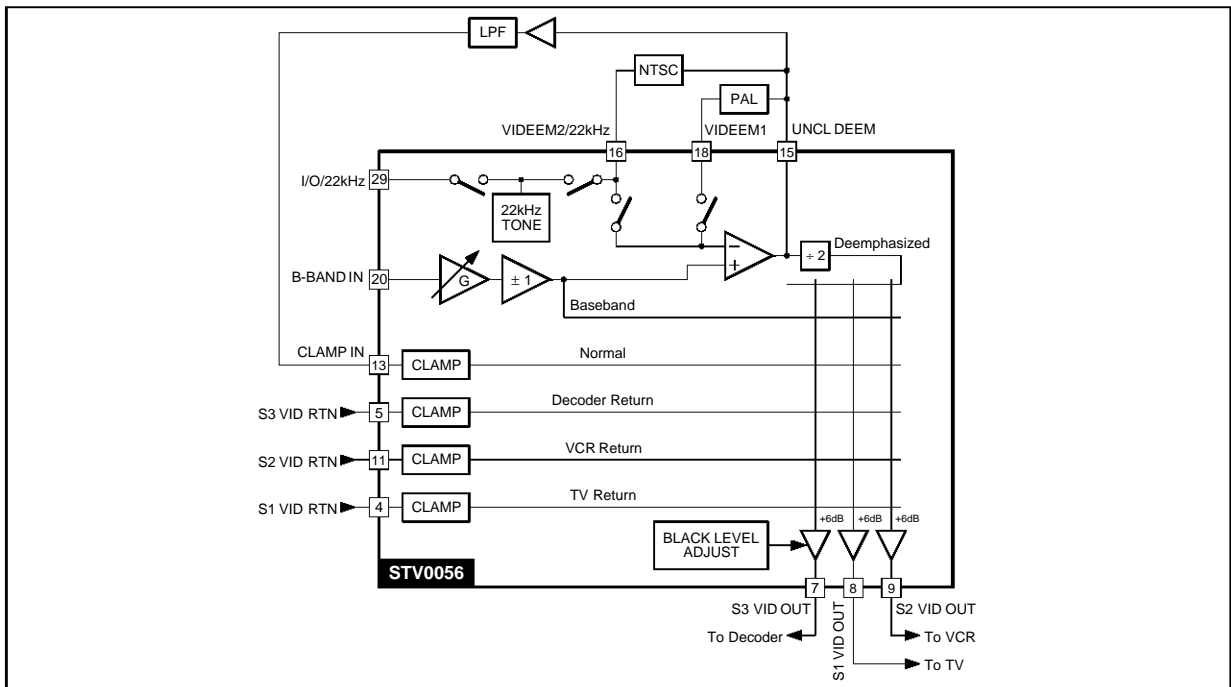 LPF
NTSC
PAL
VIDEEM2/22kHz
VIDEEM1
UNCL DEEM
16
18
15
I/O/22kHz
29
22kHz
TONE
−
+
÷ 2
Deemphasized
B-BAND IN
20
G
± 1
Baseband
CLAMP IN
13
CLAMP
Normal
S3 VID RTN
5
CLAMP
Decoder Return
S2 VID RTN
11
CLAMP
VCR Return
S1 VID RTN
4
CLAMP
TV Return
+6dB
+6dB
+6dB
BLACK LEVEL
ADJUST
STV0056
7
8
9
S3 VID OUT
S1 VID OUT
S2 VID OUT
To Decoder
To VCR
To TV